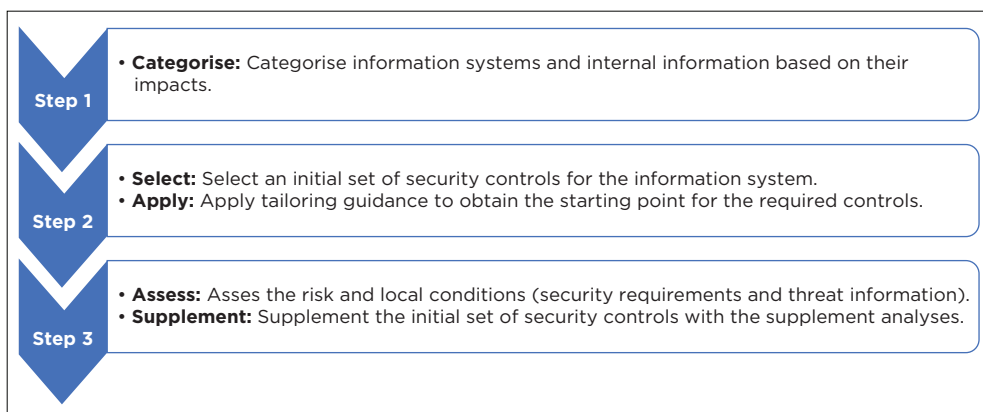 Step 1
• Categorise: Categorise information systems and internal information based on their
impacts.
Step 2
• Select: Select an initial set of security controls for the information system.
• Apply: Apply tailoring guidance to obtain the starting point for the required controls.
Step 3
• Assess: Asses the risk and local conditions (security requirements and threat information).
• Supplement: Supplement the initial set of security controls with the supplement analyses.